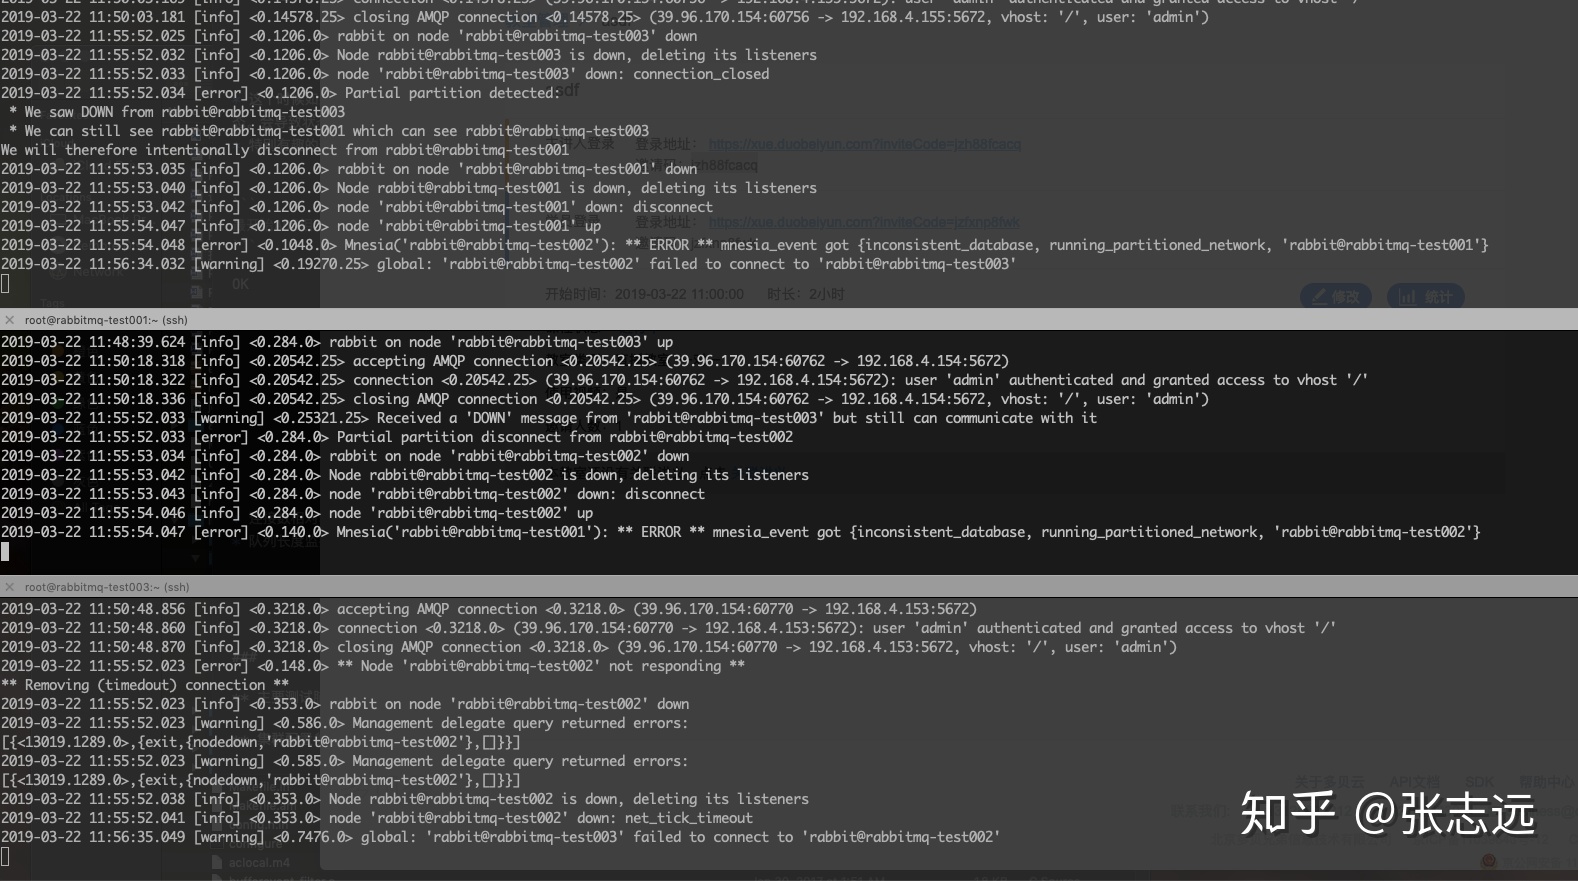 2019-03-22 11:55:03.181 [info] <0.14578.25> closing AMQP connection <0.14578.25> (39.96.170.154:60756 -> 192.168.4.155:5672, vhost: '/', user: 'admin')
2019-03-22 11:55:52.025 [info] <0.1206.0> rabbit on node 'rabbit@rabbitmq-test003' down
2019-03-22 11:55:52.032 [info] <0.1206.0> Node rabbit@rabbitmq-test003 is down, deleting its listeners
2019-03-22 11:55:52.033 [info] <0.1206.0> node 'rabbit@rabbitmq-test003' down: connection_closed
2019-03-22 11:55:52.034 [error] <0.1206.0> Partial partition detected:
* We saw DOWN from rabbit@rabbitmq-test003
* We can still see rabbit@rabbitmq-test001 which can see rabbit@rabbitmq-test003
We will therefore intentionally disconnect from rabbit@rabbitmq-test001
2019-03-22 11:55:53.035 [info] <0.1206.0> rabbit on node 'rabbit@rabbitmq-test001' down
2019-03-22 11:55:53.040 [info] <0.1206.0> Node rabbit@rabbitmq-test001 is down, deleting its listeners
2019-03-22 11:55:53.042 [info] <0.1206.0> node 'rabbit@rabbitmq-test001' down: disconnect
2019-03-22 11:55:54.047 [info] <0.1206.0> node 'rabbit@rabbitmq-test001' up
2019-03-22 11:55:54.048 [error] <0.1048.0> Mnesia('rabbit@rabbitmq-test002'): ** ERROR ** mnesia_event got {inconsistent_database, running_partitioned_network, 'rabbit@rabbitmq-test001'}
2019-03-22 11:56:34.032 [warning] <0.19270.25> global: 'rabbit@rabbitmq-test002' failed to connect to 'rabbit@rabbitmq-test003'
OK
开始时间：2019-03-22 11:00:00 时长：2小时
修改 统计
root@rabbitmq-test001:~ (ssh)
2019-03-22 11:48:39.624 [info] <0.284.0> rabbit on node 'rabbit@rabbitmq-test003' up
2019-03-22 11:50:18.318 [info] <0.20542.25> accepting AMQP connection <0.20542.25> (39.96.170.154:60762 -> 192.168.4.154:5672)
2019-03-22 11:50:18.322 [info] <0.20542.25> connection <0.20542.25> (39.96.170.154:60762 -> 192.168.4.154:5672): user 'admin' authenticated and granted access to vhost '/'
2019-03-22 11:50:18.336 [info] <0.20542.25> closing AMQP connection <0.20542.25> (39.96.170.154:60762 -> 192.168.4.154:5672, vhost: '/', user: 'admin')
2019-03-22 11:55:52.033 [warning] <0.25321.25> Received a 'DOWN' message from 'rabbit@rabbitmq-test003' but still can communicate with it
2019-03-22 11:55:52.033 [error] <0.284.0> Partial partition disconnect from rabbit@rabbitmq-test002
2019-03-22 11:55:53.034 [info] <0.284.0> rabbit on node 'rabbit@rabbitmq-test002' down
2019-03-22 11:55:53.042 [info] <0.284.0> Node rabbit@rabbitmq-test002 is down, deleting its listeners
2019-03-22 11:55:53.043 [info] <0.284.0> node 'rabbit@rabbitmq-test002' down: disconnect
2019-03-22 11:55:54.046 [info] <0.284.0> node 'rabbit@rabbitmq-test002' up
2019-03-22 11:55:54.047 [error] <0.140.0> Mnesia('rabbit@rabbitmq-test001'): ** ERROR ** mnesia_event got {inconsistent_database, running_partitioned_network, 'rabbit@rabbitmq-test002'}
root@rabbitmq-test003:~ (ssh)
2019-03-22 11:50:48.856 [info] <0.3218.0> accepting AMQP connection <0.3218.0> (39.96.170.154:60770 -> 192.168.4.153:5672)
2019-03-22 11:50:48.860 [info] <0.3218.0> connection <0.3218.0> (39.96.170.154:60770 -> 192.168.4.153:5672): user 'admin' authenticated and granted access to vhost '/'
2019-03-22 11:50:48.870 [info] <0.3218.0> closing AMQP connection <0.3218.0> (39.96.170.154:60770 -> 192.168.4.153:5672, vhost: '/', user: 'admin')
2019-03-22 11:55:52.023 [error] <0.148.0> ** Node 'rabbit@rabbitmq-test002' not responding **
** Removing (timedout) connection **
2019-03-22 11:55:52.023 [info] <0.353.0> rabbit on node 'rabbit@rabbitmq-test002' down
2019-03-22 11:55:52.023 [warning] <0.586.0> Management delegate query returned errors:
[{<13019.1289.0>,{exit,{nodedown,'rabbit@rabbitmq-test002'},[]}}]
2019-03-22 11:55:52.023 [warning] <0.585.0> Management delegate query returned errors:
[{<13019.1289.0>,{exit,{nodedown,'rabbit@rabbitmq-test002'},[]}}]
2019-03-22 11:55:52.038 [info] <0.353.0> Node rabbit@rabbitmq-test002 is down, deleting its listeners
2019-03-22 11:55:52.041 [info] <0.353.0> node 'rabbit@rabbitmq-test002' down: net_tick_timeout
2019-03-22 11:56:35.049 [warning] <0.7476.0> global: 'rabbit@rabbitmq-test003' failed to connect to 'rabbit@rabbitmq-test002'
configure
aclocal.m4
知乎 @张志远